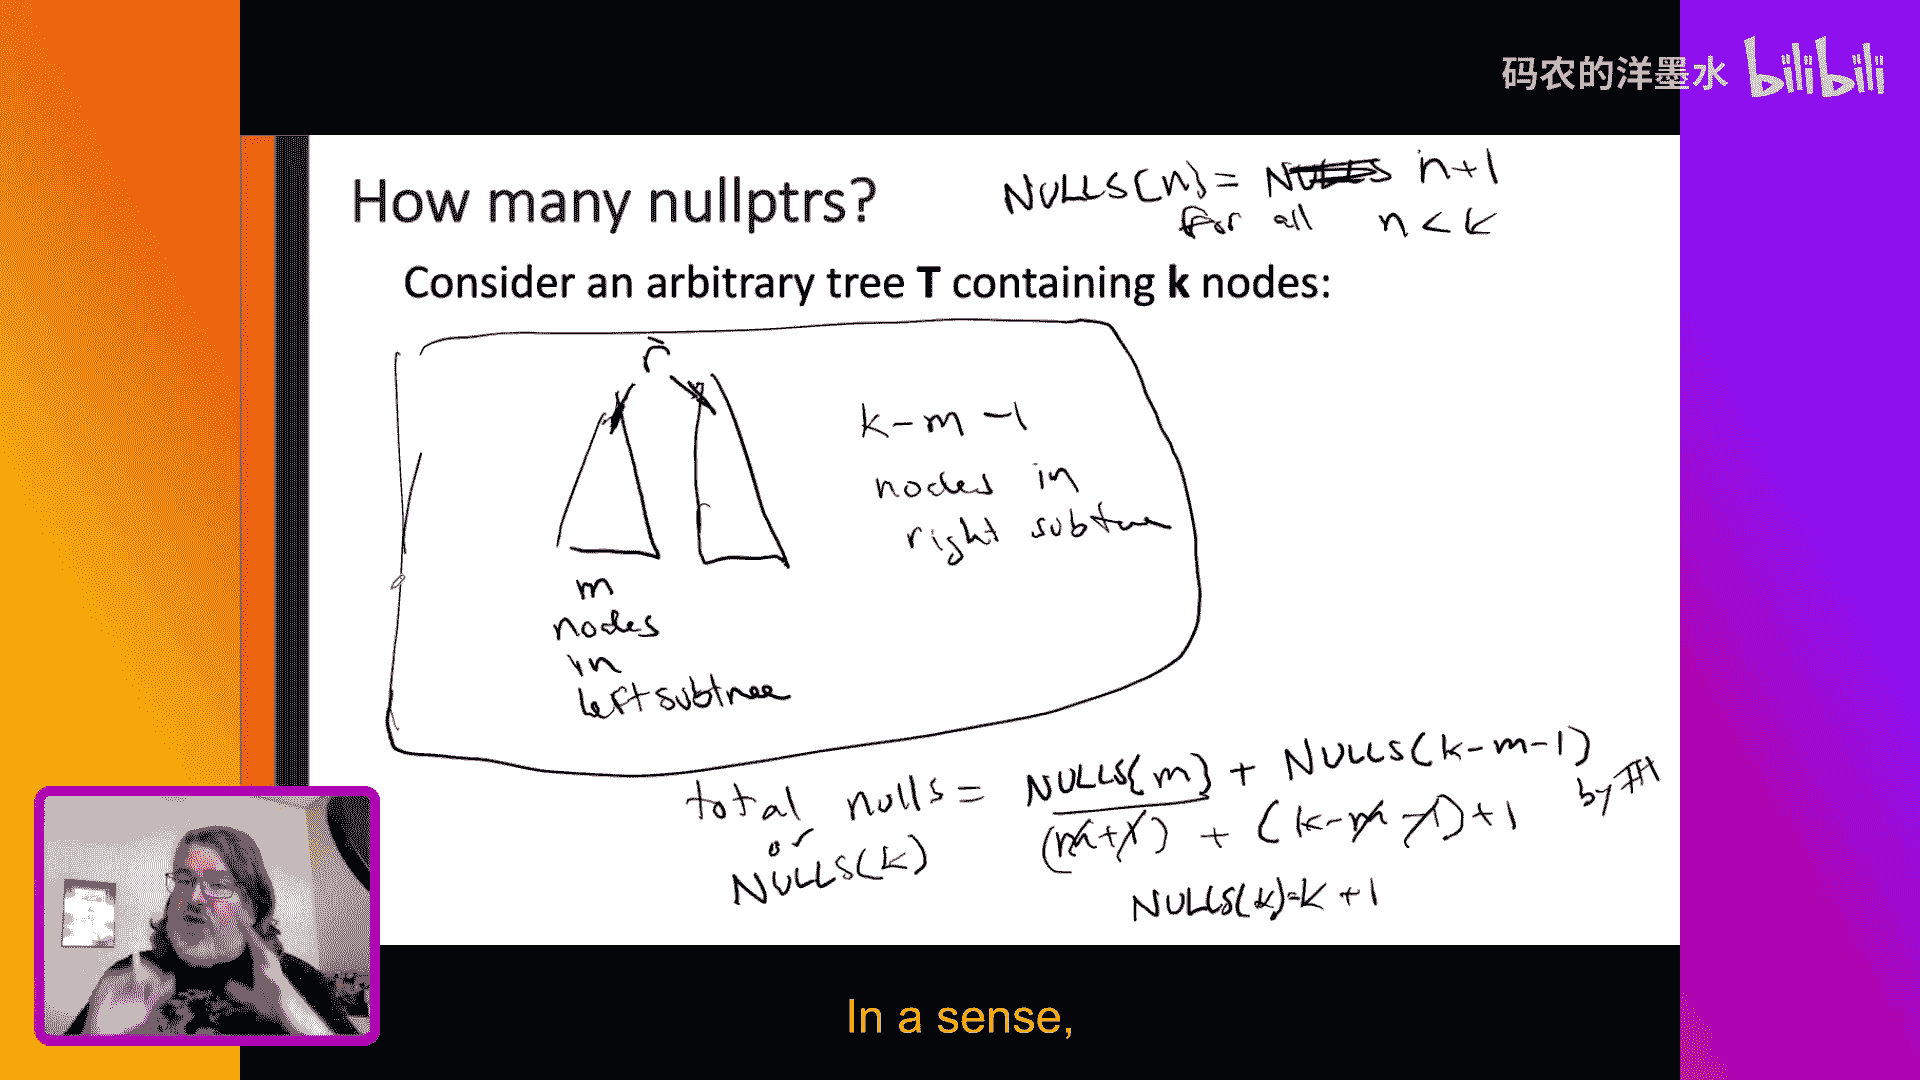 码农的洋墨水 bilibili
How many nullptrs?
NULLS(n) = n+1
for all n < k
Consider an arbitrary tree T containing k nodes:
r
k-m-1
nodes in
right subtree
m
nodes
in
left subtree
total nulls = NULLS(m) + NULLS(k-m-1)
by IH
or
NULLS(k)
(m+1) + (k-m-1)+1
NULLS(k)=k+1
In a sense,